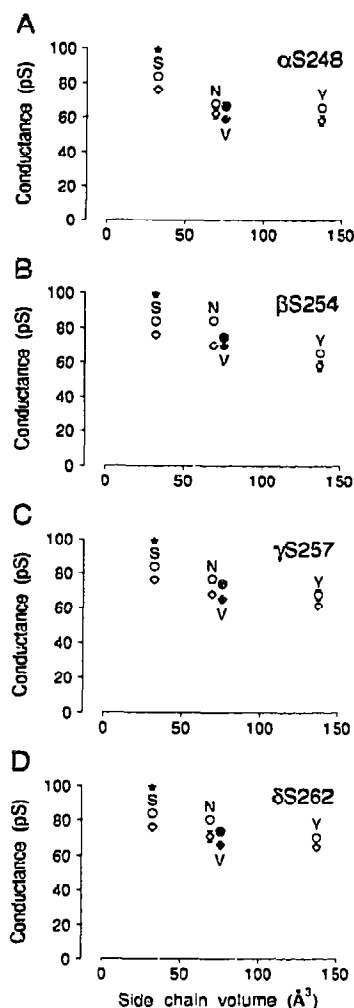 A
Conductance (pS)
100
80
60
40
20
0
αS248
*
S
N
V
Y
0 50 100 150
B
Conductance (pS)
100
80
60
40
20
0
βS254
*
S
N
V
Y
0 50 100 150
C
Conductance (pS)
100
80
60
40
20
0
γS257
*
S
N
V
Y
0 50 100 150
D
Conductance (pS)
100
80
60
40
20
0
δS262
*
S
N
V
Y
0 50 100 150
Side chain volume (Å³)